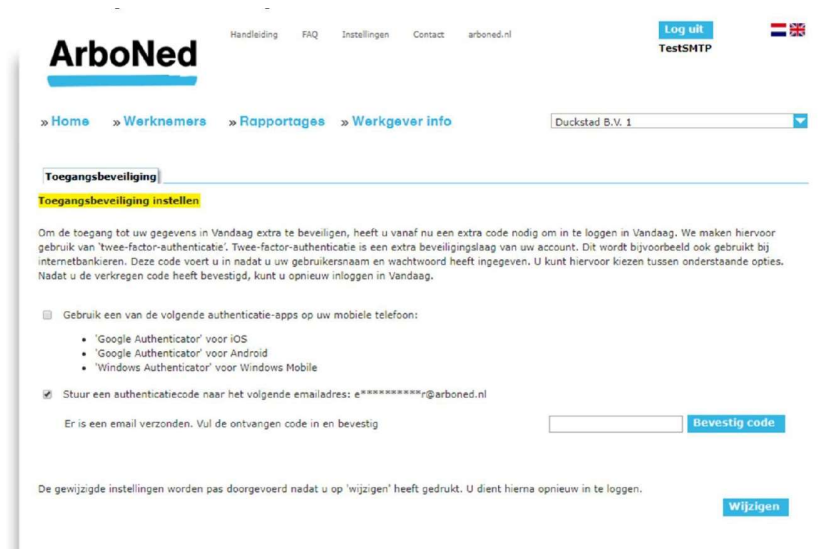 ArboNed
Handleiding FAQ Instellingen Contact arboned.nl
Log uit
TestSMTP
» Home » Werknemers » Rapportages » Werkgever info
Duckstad B.V. 1
Toegangsbeveiliging
Toegangsbeveiliging instellen
Om de toegang tot uw gegevens in Vandaag extra te beveiligen, heeft u vanaf nu een extra code nodig om in te loggen in Vandaag. We maken hiervoor
gebruik van 'twee-factor-authenticatie'. Twee-factor-authenticatie is een extra beveiligingslaag van uw account. Dit wordt bijvoorbeeld ook gebruikt bij
internetbankieren. Deze code voert u in nadat u uw gebruikersnaam en wachtwoord heeft ingegeven. U kunt hiervoor kiezen tussen onderstaande opties.
Nadat u de verkregen code heeft bevestigd, kunt u opnieuw inloggen in Vandaag.
Gebruik een van de volgende authenticatie-apps op uw mobiele telefoon:
• 'Google Authenticator' voor iOS
• 'Google Authenticator' voor Android
• 'Windows Authenticator' voor Windows Mobile
Stuur een authenticatiecode naar het volgende emailadres: e**********r@arboned.nl
Er is een email verzonden. Vul de ontvangen code in en bevestig
Bevestig code
De gewijzigde instellingen worden pas doorgevoerd nadat u op 'wijzigen' heeft gedrukt. U dient hierna opnieuw in te loggen.
Wijzigen